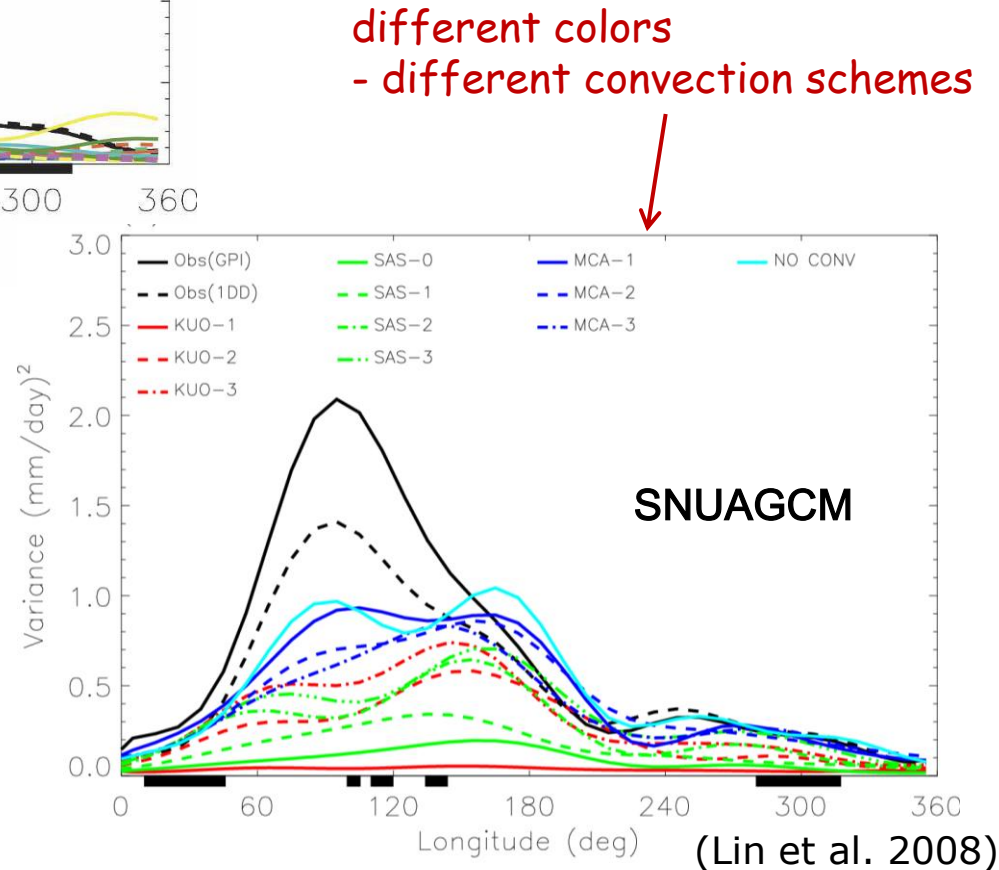 different colors
- different convection schemes
300 360
3.0
Obs(GPI) SAS-0 MCA-1 NO CONV
Obs(1DD) SAS-1 MCA-2
2.5
KUO-1 SAS-2 MCA-3
KUO-2 SAS-3
KUO-3
2.0
1.5
1.0
0.5
0.0
Variance (mm/day)²
SNUAGCM
0 60 120 180 240 300 360
Longitude (deg)
(Lin et al. 2008)